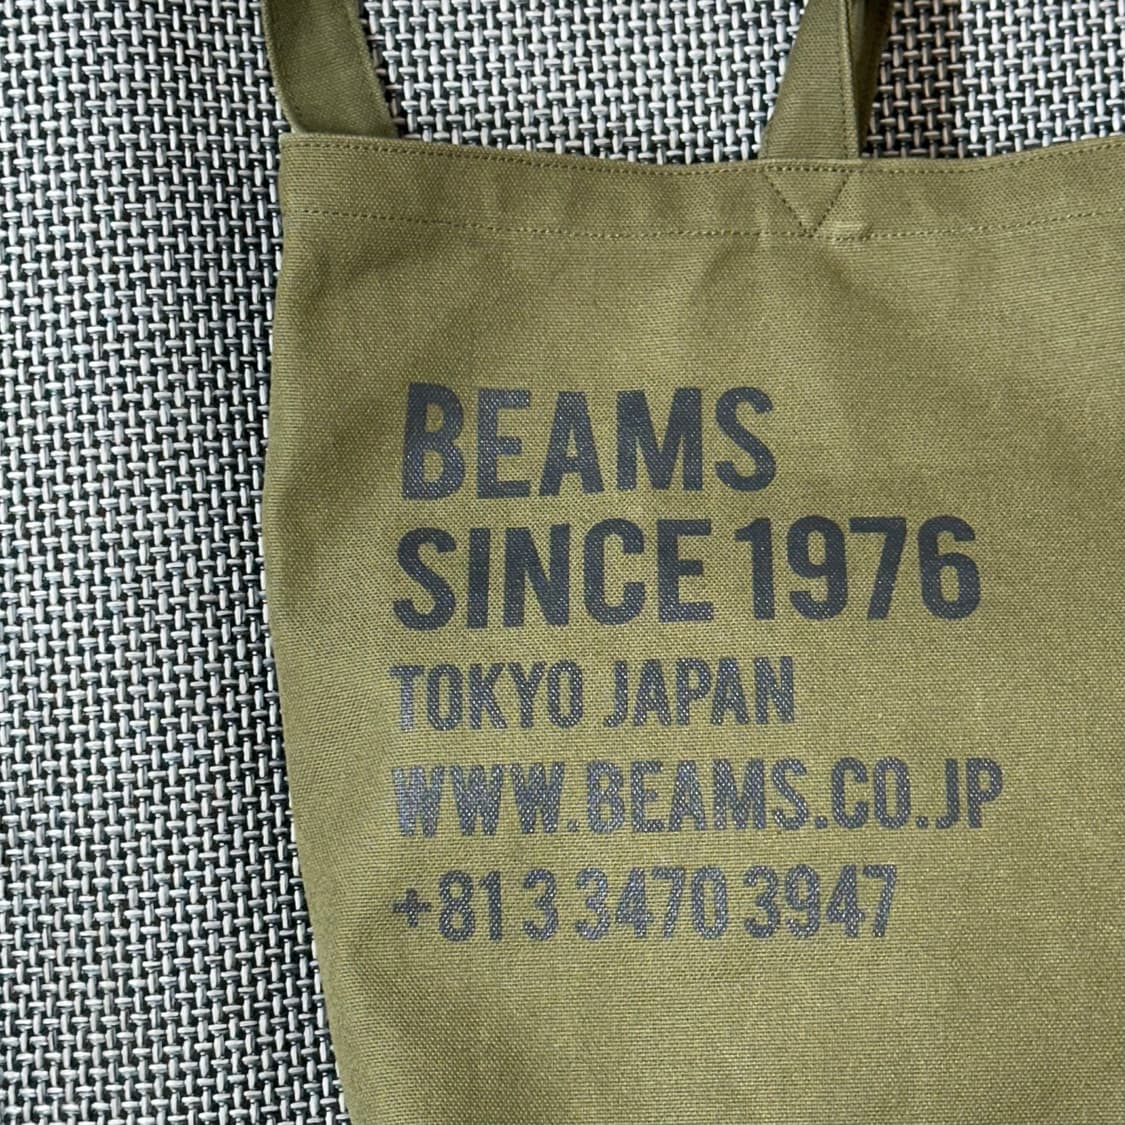 BEAMS
SINCE 1976
TOKYO JAPAN
WWW.BEAMS.CO.JP
+81 3 3470 3947